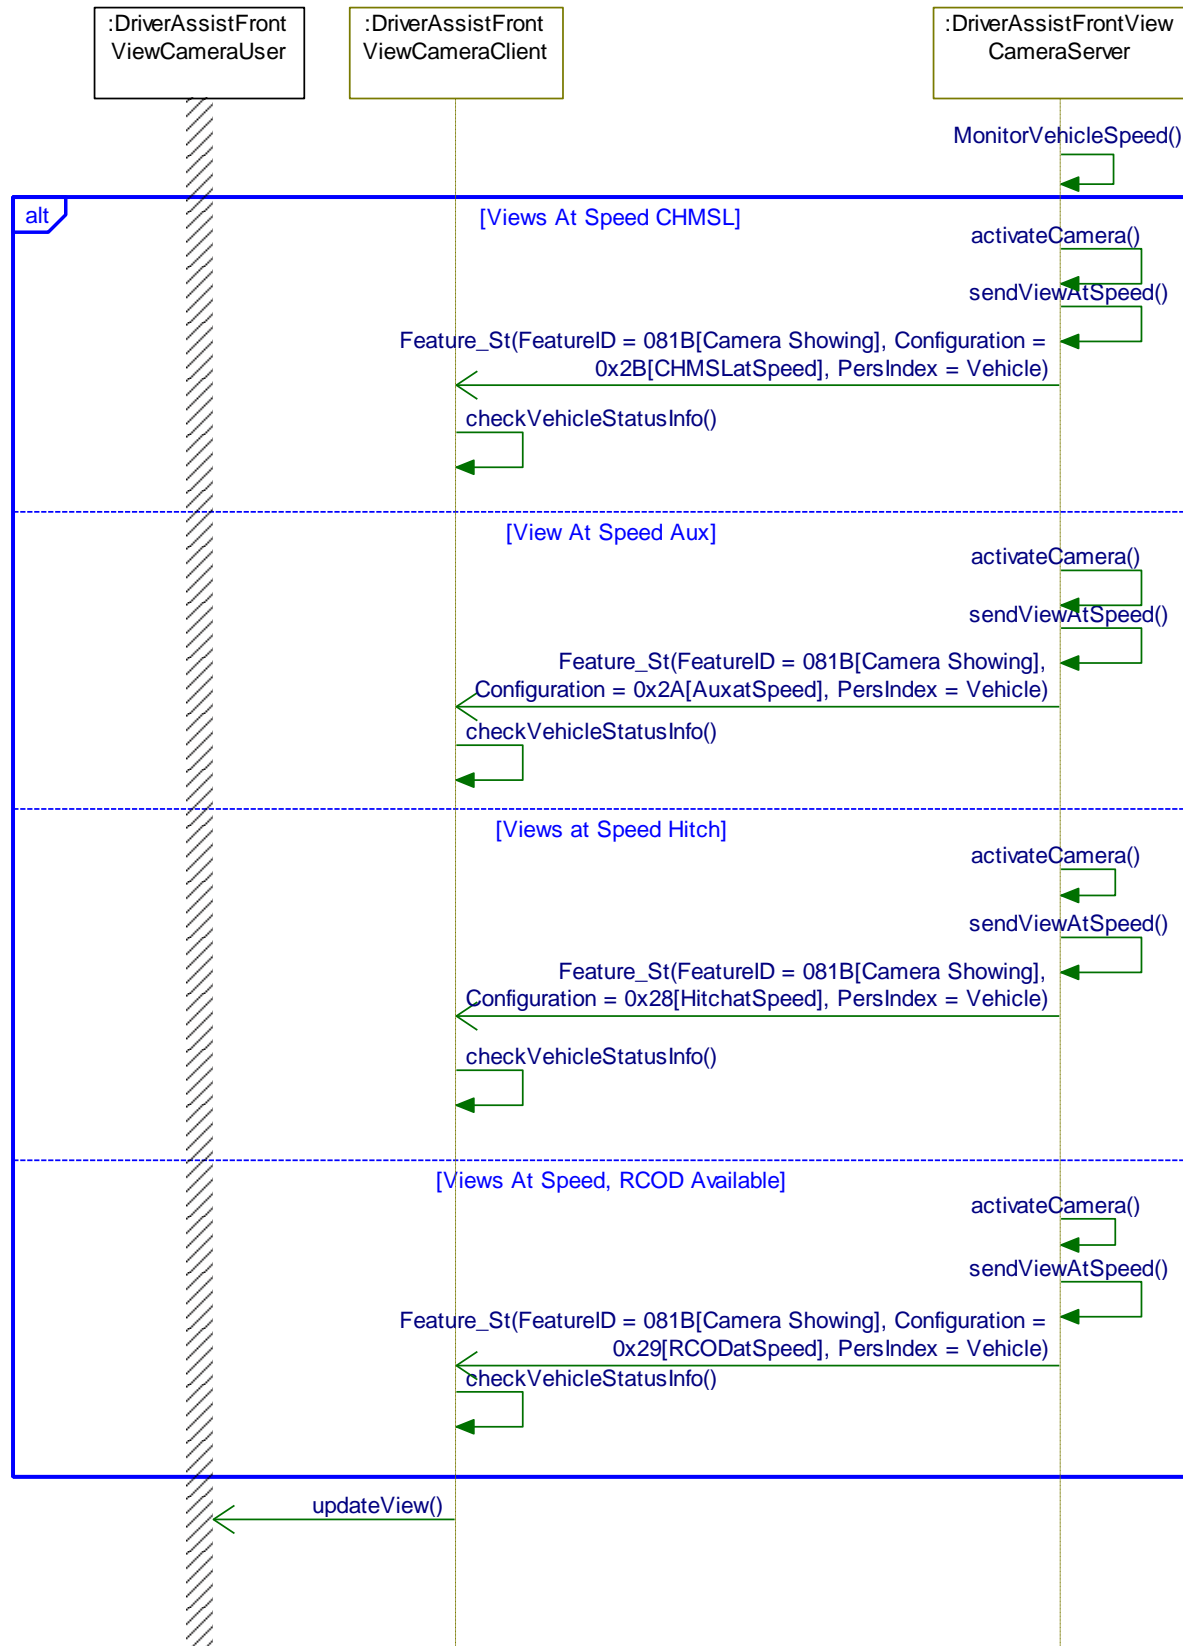 :DriverAssistFront
ViewCameraUser
:DriverAssistFront
ViewCameraClient
:DriverAssistFrontView
CameraServer
MonitorVehicleSpeed()
alt
[Views At Speed CHMSL]
activateCamera()
sendViewAtSpeed()
Feature_St(FeatureID = 081B[Camera Showing], Configuration =
0x2B[CHMSLatSpeed], PersIndex = Vehicle)
checkVehicleStatusInfo()
[View At Speed Aux]
activateCamera()
sendViewAtSpeed()
Feature_St(FeatureID = 081B[Camera Showing],
Configuration = 0x2A[AuxatSpeed], PersIndex = Vehicle)
checkVehicleStatusInfo()
[Views at Speed Hitch]
activateCamera()
sendViewAtSpeed()
Feature_St(FeatureID = 081B[Camera Showing],
Configuration = 0x28[HitchatSpeed], PersIndex = Vehicle)
checkVehicleStatusInfo()
[Views At Speed, RCOD Available]
activateCamera()
sendViewAtSpeed()
Feature_St(FeatureID = 081B[Camera Showing], Configuration =
0x29[RCODatSpeed], PersIndex = Vehicle)
checkVehicleStatusInfo()
updateView()